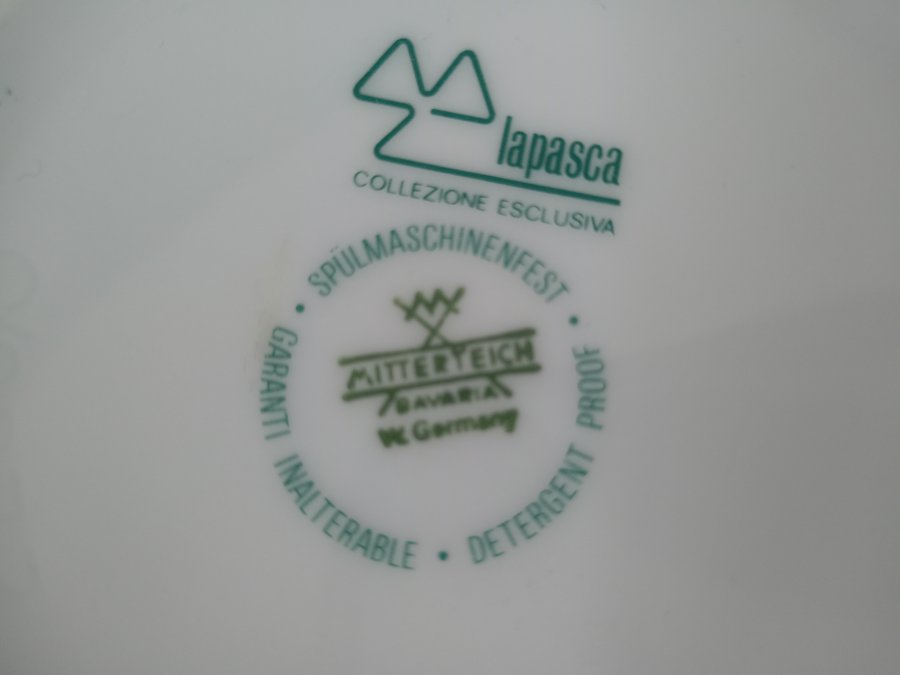 lapasca
COLLEZIONE ESCLUSIVA
SPÜLMASCHINENFEST • DETERGENT PROOF • GARANTI INALTERABLE •
MITTERTEICH
BAVARIA
W. Germany